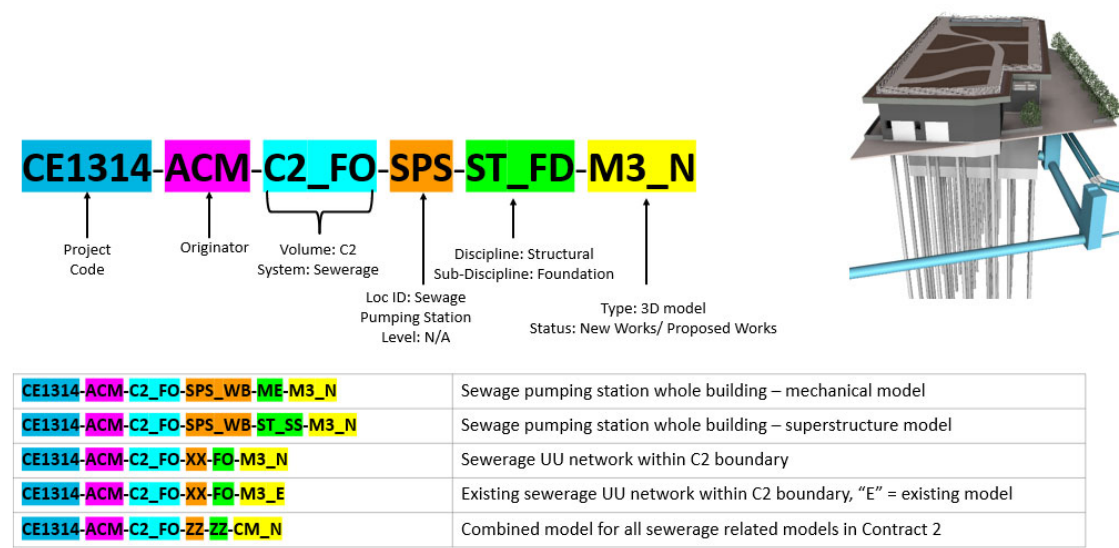 CE1314-ACM-C2_FO-SPS-ST_FD-M3_N
Project
Code
Originator
Volume: C2
System: Sewerage
Loc ID: Sewage
Pumping Station
Level: N/A
Discipline: Structural
Sub-Discipline: Foundation
Type: 3D model
Status: New Works/ Proposed Works
CE1314-ACM-C2_FO-SPS_WB-ME-M3_N Sewage pumping station whole building – mechanical model
CE1314-ACM-C2_FO-SPS_WB-ST_SS-M3_N Sewage pumping station whole building – superstructure model
CE1314-ACM-C2_FO-XX-FO-M3_N Sewerage UU network within C2 boundary
CE1314-ACM-C2_FO-XX-FO-M3_E Existing sewerage UU network within C2 boundary, “E” = existing model
CE1314-ACM-C2_FO-ZZ-ZZ-CM_N Combined model for all sewerage related models in Contract 2